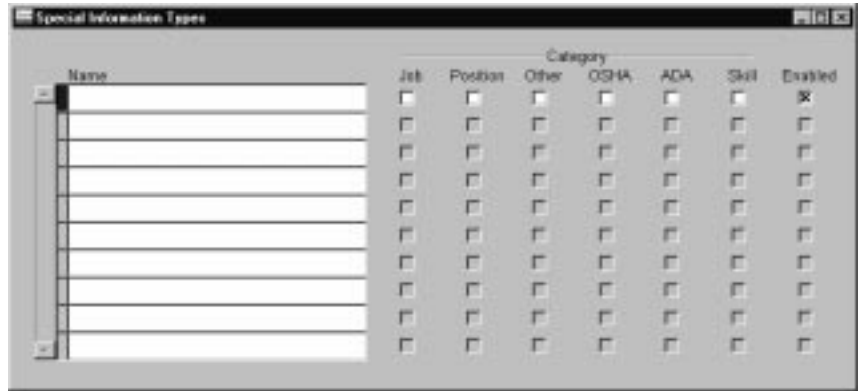 Special Information Types
Category
Name Job Position Other OSHA ADA Skill Enabled